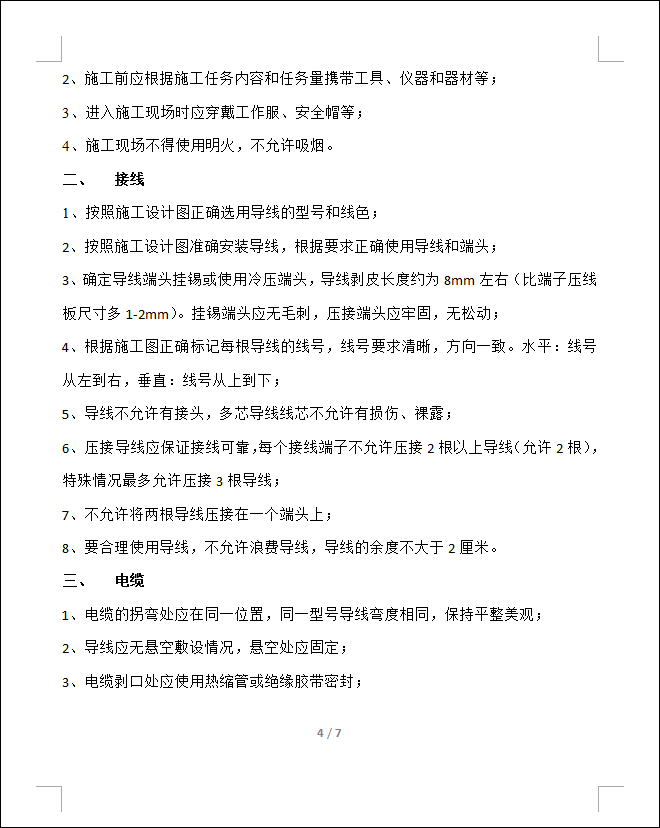 2、施工前应根据施工任务内容和任务量携带工具、仪器和器材等；
3、进入施工现场时应穿戴工作服、安全帽等；
4、施工现场不得使用明火，不允许吸烟。
二、 接线
1、按照施工设计图正确选用导线的型号和线色；
2、按照施工设计图准确安装导线，根据要求正确使用导线和端头；
3、确定导线端头挂锡或使用冷压端头，导线剥皮长度约为 8mm 左右（比端子压线
板尺寸多 1-2mm）。挂锡端头应无毛刺，压接端头应牢固，无松动；
4、根据施工图正确标记每根导线的线号，线号要求清晰，方向一致。水平：线号
从左到右，垂直：线号从上到下；
5、导线不允许有接头，多芯导线线芯不允许有损伤、裸露；
6、压接导线应保证接线可靠，每个接线端子不允许压接 2 根以上导线（允许 2 根），
特殊情况最多允许压接 3 根导线；
7、不允许将两根导线压接在一个端头上；
8、要合理使用导线，不允许浪费导线，导线的余度不大于 2 厘米。
三、 电缆
1、电缆的拐弯处应在同一位置，同一型号导线弯度相同，保持平整美观；
2、导线应无悬空敷设情况，悬空处应固定；
3、电缆剥口处应使用热缩管或绝缘胶带密封；
4 / 7